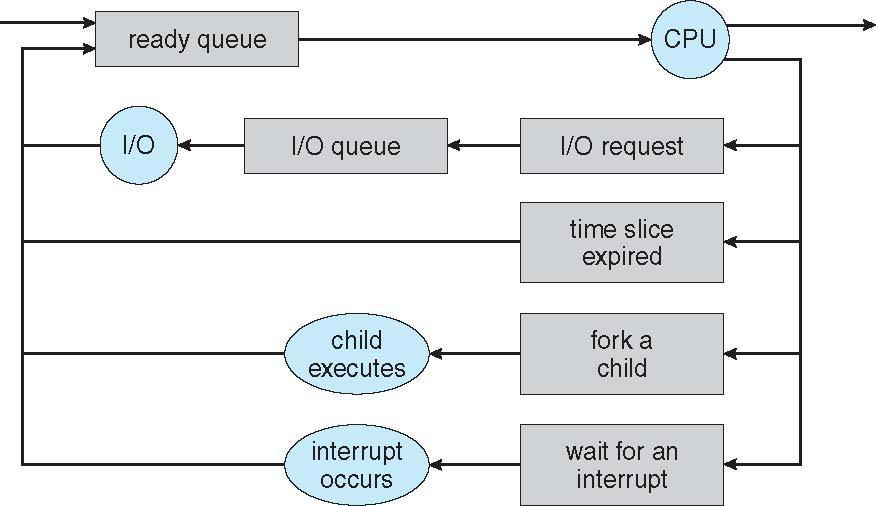 ready queue
CPU
I/O
I/O queue
I/O request
time slice
expired
child
executes
fork a
child
interrupt
occurs
wait for an
interrupt